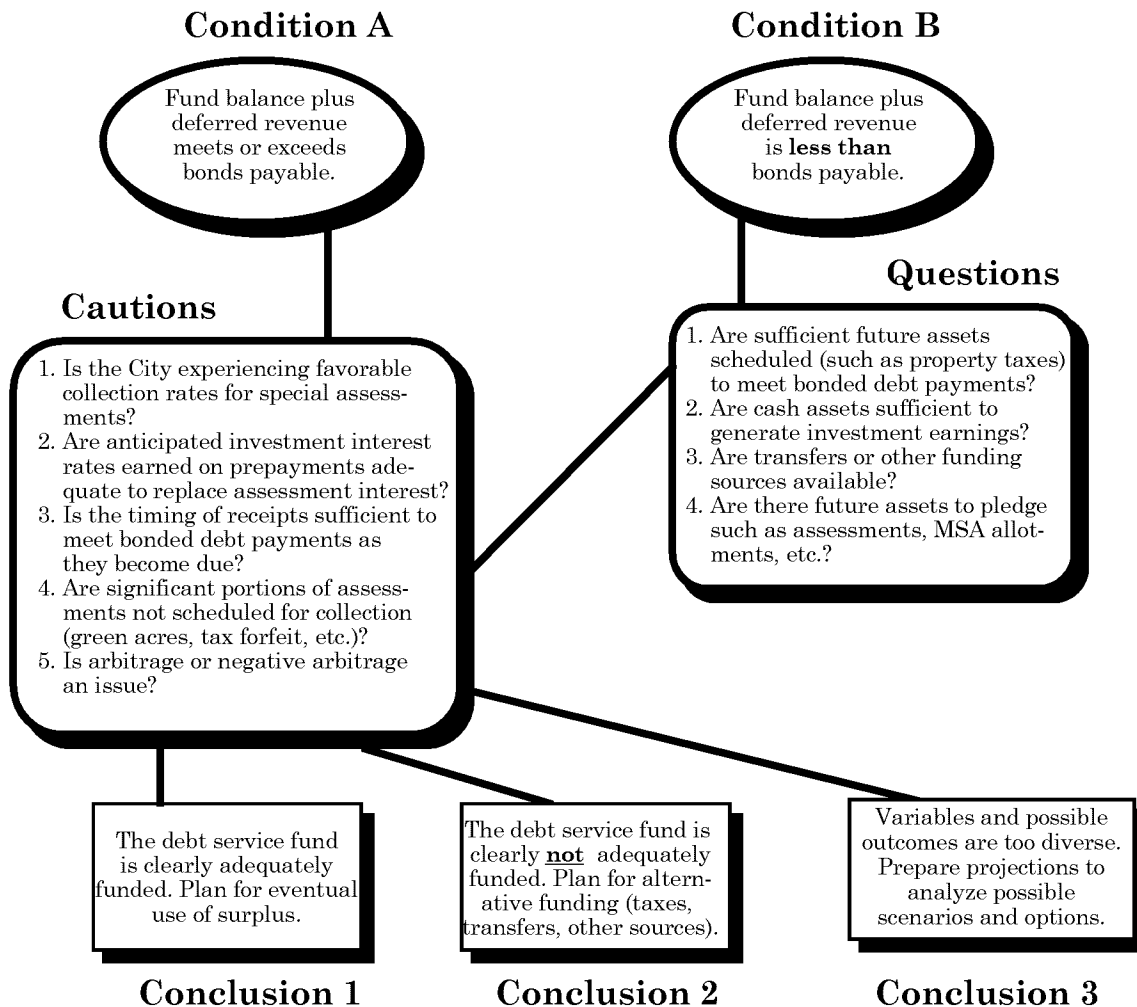 Condition A
Fund balance plus
deferred revenue
meets or exceeds
bonds payable.
Condition B
Fund balance plus
deferred revenue
is less than
bonds payable.
Cautions
1. Is the City experiencing favorable
collection rates for special assess-
ments?
2. Are anticipated investment interest
rates earned on prepayments ade-
quate to replace assessment interest?
3. Is the timing of receipts sufficient to
meet bonded debt payments as
they become due?
4. Are significant portions of assess-
ments not scheduled for collection
(green acres, tax forfeit, etc.)?
5. Is arbitrage or negative arbitrage
an issue?
Questions
1. Are sufficient future assets
scheduled (such as property taxes)
to meet bonded debt payments?
2. Are cash assets sufficient to
generate investment earnings?
3. Are transfers or other funding
sources available?
4. Are there future assets to pledge
such as assessments, MSA allot-
ments, etc.?
The debt service fund
is clearly adequately
funded. Plan for eventual
use of surplus.
Conclusion 1
The debt service fund is
clearly not adequately
funded. Plan for altern-
ative funding (taxes,
transfers, other sources).
Conclusion 2
Variables and possible
outcomes are too diverse.
Prepare projections to
analyze possible
scenarios and options.
Conclusion 3